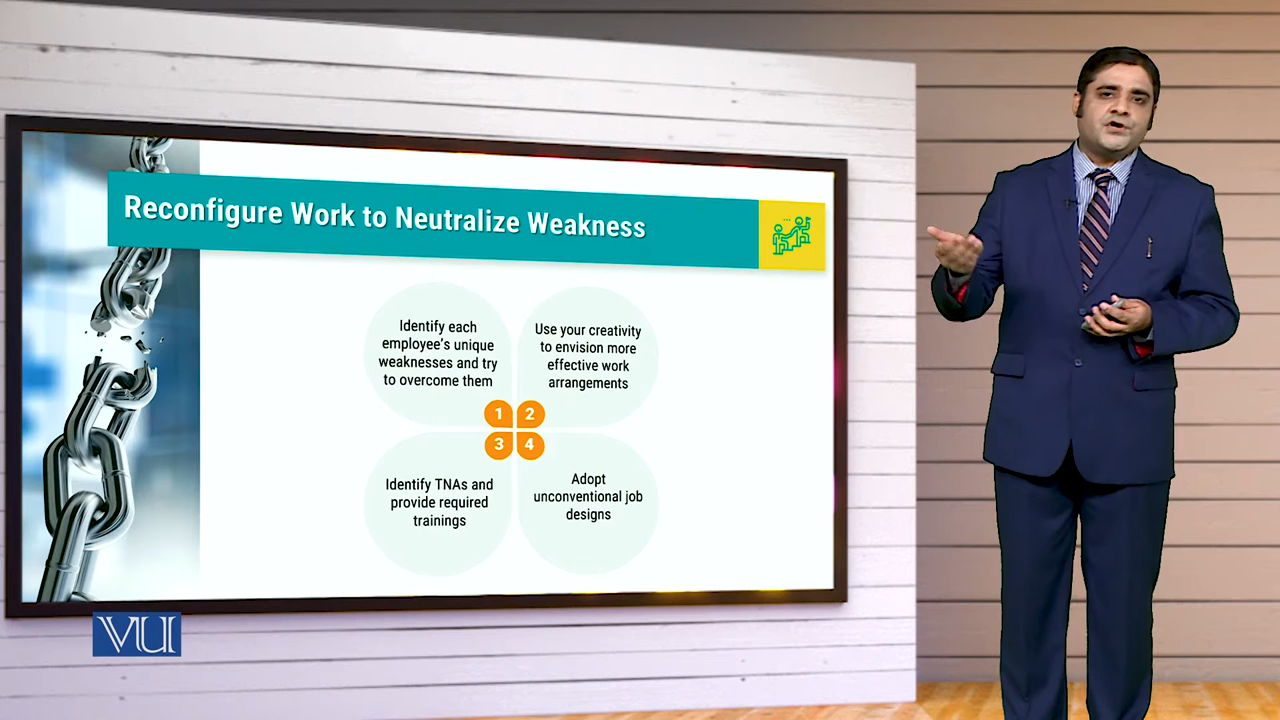 Reconfigure Work to Neutralize Weakness
Identify each
employee's unique
weaknesses and try
to overcome them
Use your creativity
to envision more
effective work
arrangements
1
2
3
4
Identify TNAs and
provide required
trainings
Adopt
unconventional job
designs
VU